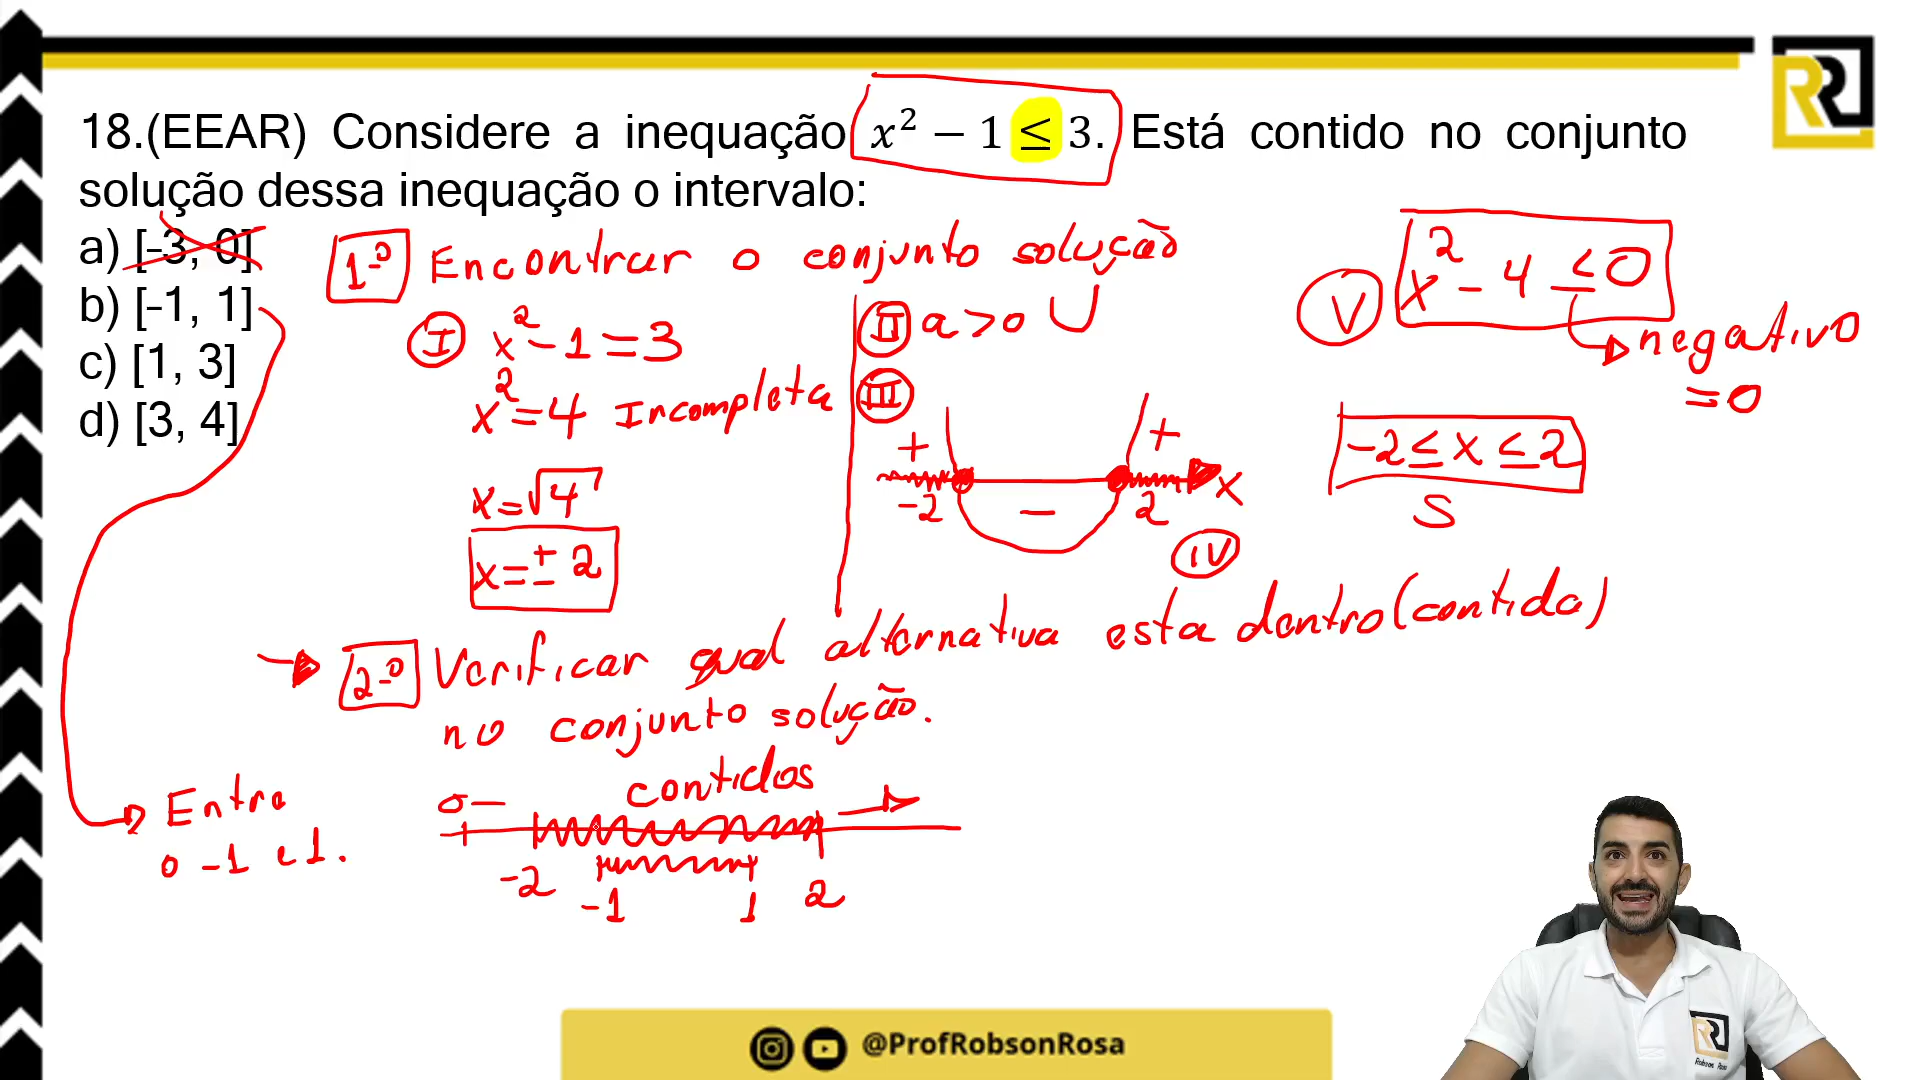 18.(EEAR) Considere a inequação x² − 1 ≤ 3. Está contido no conjunto
solução dessa inequação o intervalo:
a) [-3, 0]
b) [-1, 1]
c) [1, 3]
d) [3, 4]
1º Encontrar o conjunto solução
I x² - 1 = 3
x² = 4 Incompleta
x = √4
x = ± 2
II a > 0
III
+ - +
-2 2 x
IV
V x² - 4 ≤ 0
negativo
= 0
-2 ≤ x ≤ 2
S
2º Verificar qual alternativa esta dentro (contida)
no conjunto solução.
Entre
o -1 e 1.
contidos
-2 -1 1 2
RR
@ProfRobsonRosa
Robson Rosa